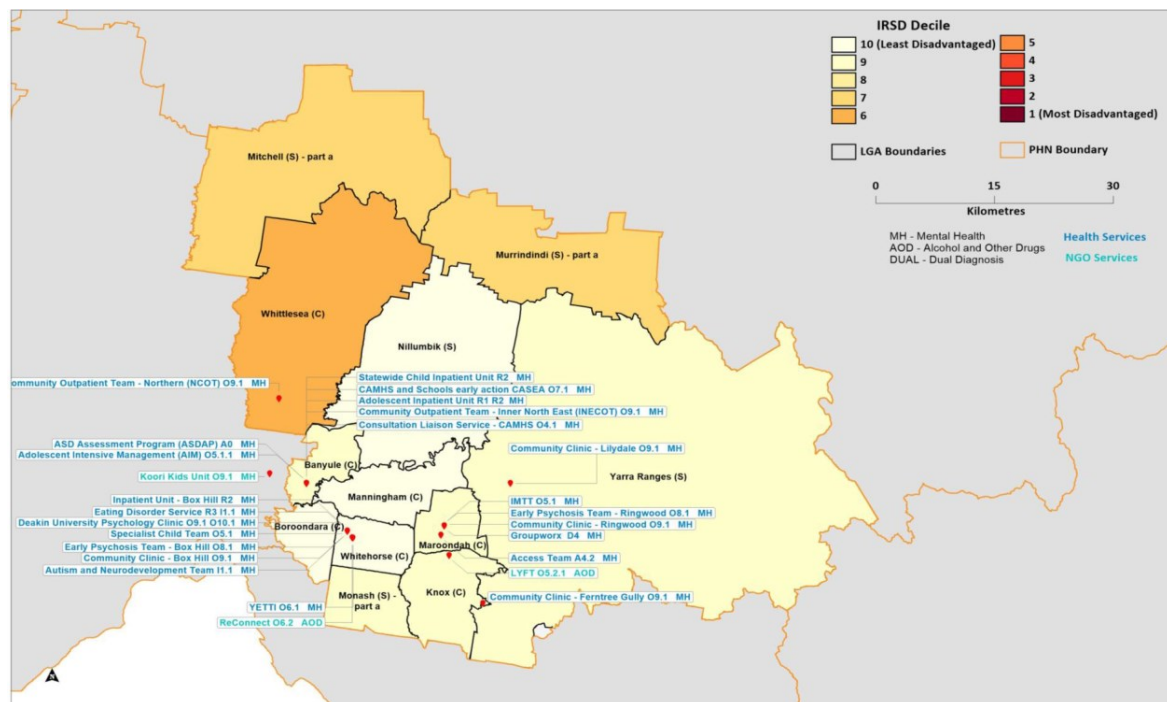 IRSD Decile
10 (Least Disadvantaged)
9
8
7
6
5
4
3
2
1 (Most Disadvantaged)
LGA Boundaries
PHN Boundary
0 15 30
Kilometres
MH - Mental Health
AOD - Alcohol and Other Drugs
DUAL - Dual Diagnosis
Health Services
NGO Services
Mitchell (S) - part a
Murrindindi (S) - part a
Whittlesea (C)
Nillumbik (S)
ommunity Outpatient Team - Northern (NCOT) O9.1 MH
Statewide Child Inpatient Unit R2 MH
CAMHS and Schools early action CASEA O7.1 MH
Adolescent Inpatient Unit R1 R2 MH
Community Outpatient Team - Inner North East (INECOT) O9.1 MH
Consultation Liaison Service - CAMHS O4.1 MH
ASD Assessment Program (ASDAP) A0 MH
Adolescent Intensive Management (AIM) O5.1.1 MH
Koori Kids Unit O9.1 MH
Banyule (C)
Community Clinic - Lilydale O9.1 MH
Yarra Ranges (S)
Manningham (C)
Inpatient Unit - Box Hill R2 MH
Eating Disorder Service R3 I1.1 MH
Deakin University Psychology Clinic O9.1 O10.1 MH
Specialist Child Team O5.1 MH
Early Psychosis Team - Box Hill O8.1 MH
Community Clinic - Box Hill O9.1 MH
Autism and Neurodevelopment Team I1.1 MH
Boroondara (C)
Whitehorse (C)
IMTT O5.1 MH
Early Psychosis Team - Ringwood O8.1 MH
Community Clinic - Ringwood O9.1 MH
Groupworx D4 MH
Maroondah (C)
Access Team A4.2 MH
LYFT O5.2.1 AOD
Monash (S) -
part a
Knox (C)
Community Clinic - Ferntree Gully O9.1 MH
YETTI O6.1 MH
ReConnect O6.2 AOD
N